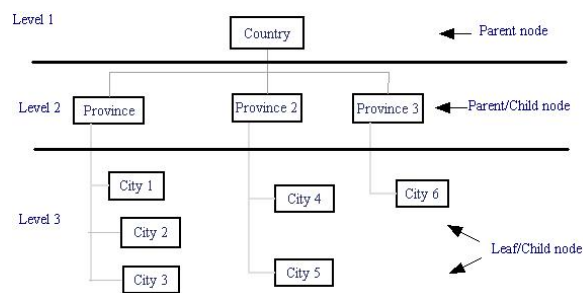 Level 1
Country
Parent node
Level 2
Province
Province 2
Province 3
Parent/Child node
Level 3
City 1
City 4
City 6
City 2
Leaf/Child node
City 3
City 5